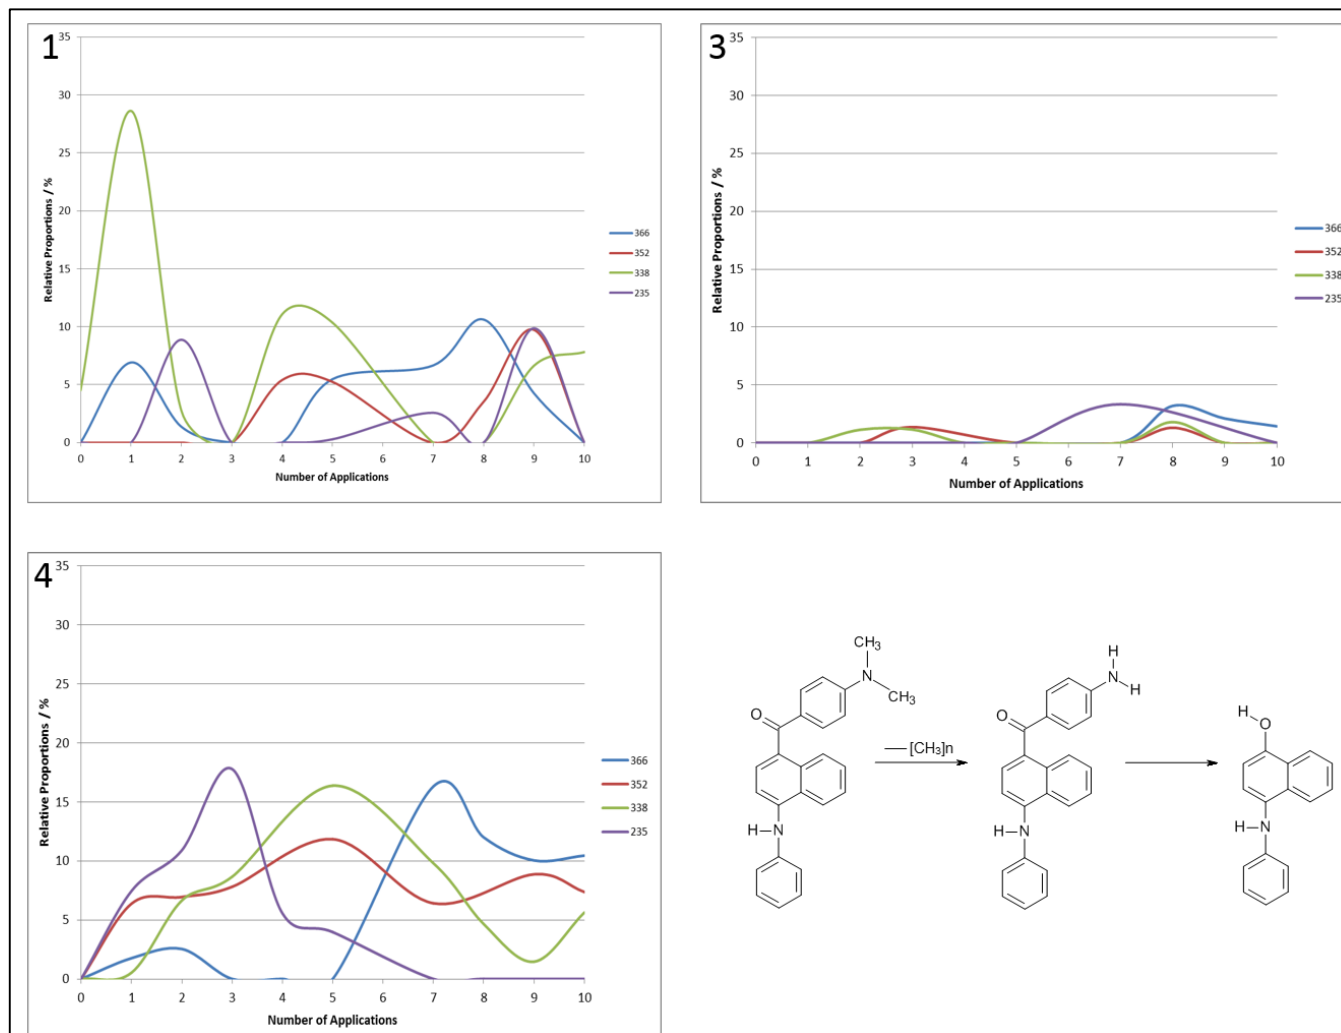 1
35
30
25
20
15
10
5
0
Relative Proportions / %
0 1 2 3 4 5 6 7 8 9 10
Number of Applications
366
352
338
235
3
35
30
25
20
15
10
5
0
Relative Proportions / %
0 1 2 3 4 5 6 7 8 9 10
Number of Applications
366
352
338
235
4
35
30
25
20
15
10
5
0
Relative Proportions / %
0 1 2 3 4 5 6 7 8 9 10
Number of Applications
366
352
338
235
CH3
N
CH3
O
H–N
—[CH3]n
H
N
H
O
H–N
H
O
H–N